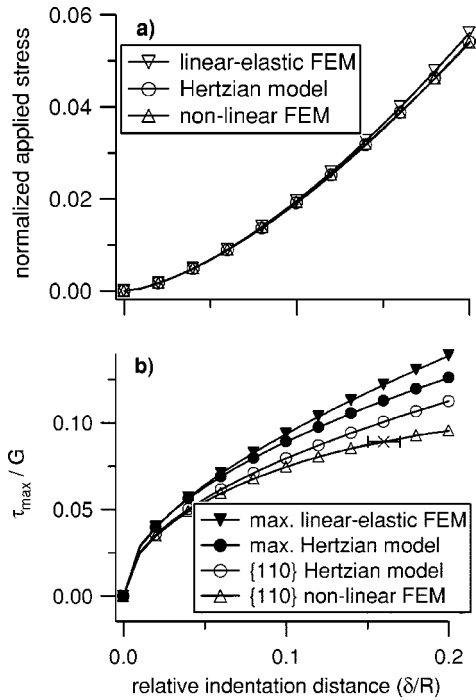 a)
linear-elastic FEM
Hertzian model
non-linear FEM
normalized applied stress
0.06
0.04
0.02
0.00
b)
max. linear-elastic FEM
max. Hertzian model
{110} Hertzian model
{110} non-linear FEM
τmax / G
0.10
0.05
0.00
0.0
0.1
0.2
relative indentation distance (δ/R)